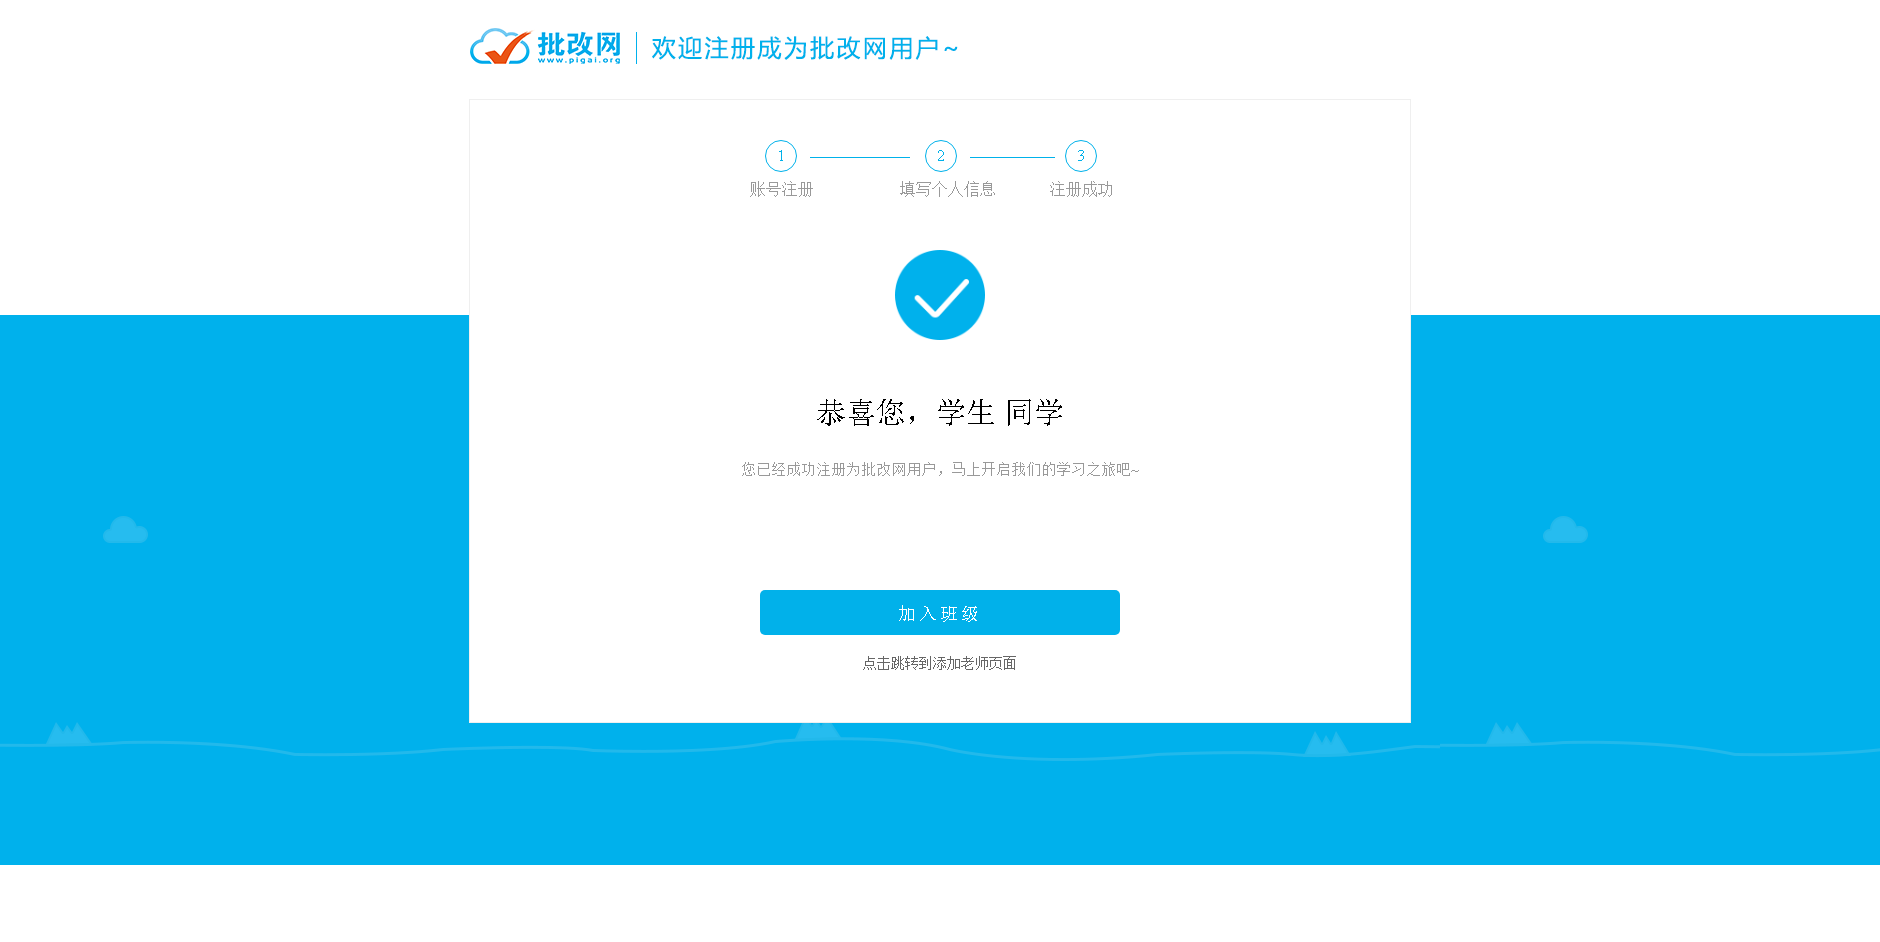 批改网
www.pigai.org
欢迎注册成为批改网用户~
1 2 3
账号注册 填写个人信息 注册成功
恭喜您，学生 同学
您已经成功注册为批改网用户，马上开启我们的学习之旅吧~
加入班级
点击跳转到添加老师页面